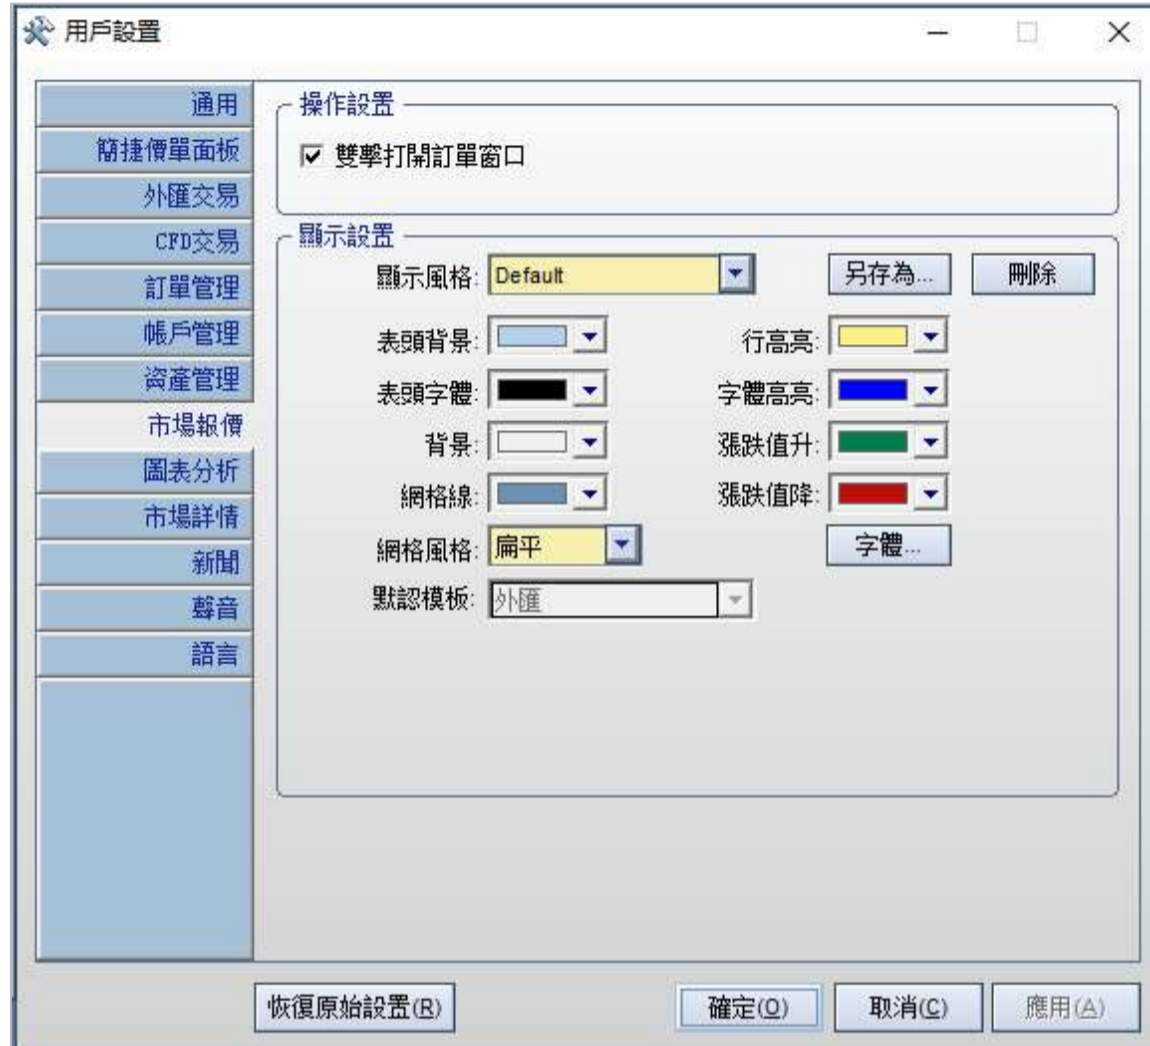 用戶設置
通用
簡捷價單面板
外匯交易
CFD交易
訂單管理
帳戶管理
資產管理
市場報價
圖表分析
市場詳情
新聞
聲音
語言
操作設置
雙擊打開訂單窗口
顯示設置
顯示風格: Default 另存為... 刪除
表頭背景: 行高亮:
表頭字體: 字體高亮:
背景: 漲跌值升:
網格線: 漲跌值降:
網格風格: 扁平 字體...
默認模板: 外匯
恢復原始設置(R) 確定(O) 取消(C) 應用(A)